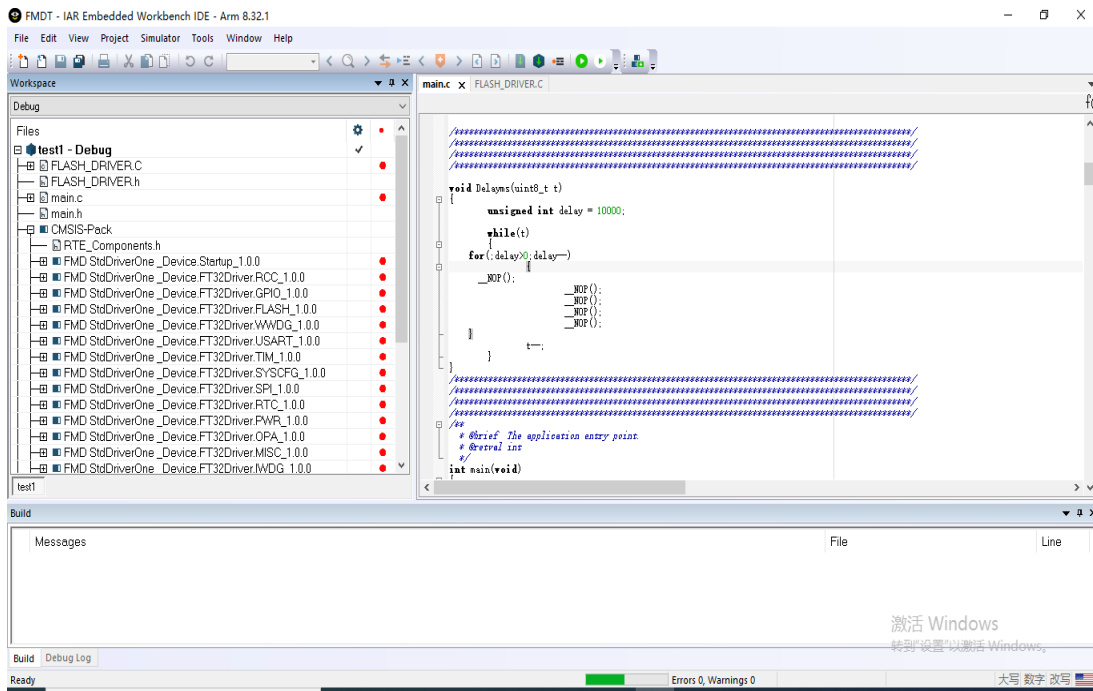 FMDT - IAR Embedded Workbench IDE - Arm 8.32.1
File Edit View Project Simulator Tools Window Help
Workspace
Debug
Files
test1 - Debug
FLASH_DRIVER.C
FLASH_DRIVER.h
main.c
main.h
CMSIS-Pack
RTE_Components.h
FMD StdDriverOne _Device.Startup_1.0.0
FMD StdDriverOne _Device.FT32Driver.RCC_1.0.0
FMD StdDriverOne _Device.FT32Driver.GPIO_1.0.0
FMD StdDriverOne _Device.FT32Driver.FLASH_1.0.0
FMD StdDriverOne _Device.FT32Driver.WWDG_1.0.0
FMD StdDriverOne _Device.FT32Driver.USART_1.0.0
FMD StdDriverOne _Device.FT32Driver.TIM_1.0.0
FMD StdDriverOne _Device.FT32Driver.SYSCFG_1.0.0
FMD StdDriverOne _Device.FT32Driver.SPI_1.0.0
FMD StdDriverOne _Device.FT32Driver.RTC_1.0.0
FMD StdDriverOne _Device.FT32Driver.PWR_1.0.0
FMD StdDriverOne _Device.FT32Driver.OPA_1.0.0
FMD StdDriverOne _Device.FT32Driver.MISC_1.0.0
FMD StdDriverOne _Device.FT32Driver.IWDG_1.0.0
test1
main.c x FLASH_DRIVER.C
void Delayms(uint8_t t)
{
unsigned int delay = 10000;
while(t)
{
for(;delay>0;delay--)
{
__NOP();
__NOP();
__NOP();
__NOP();
__NOP();
}
t--;
}
}
/**
* @brief The application entry point.
* @retval int
*/
int main(void)
Build
Messages File Line
激活 Windows
转到"设置"以激活 Windows。
Build Debug Log
Ready Errors 0, Warnings 0 大写 数字 改写